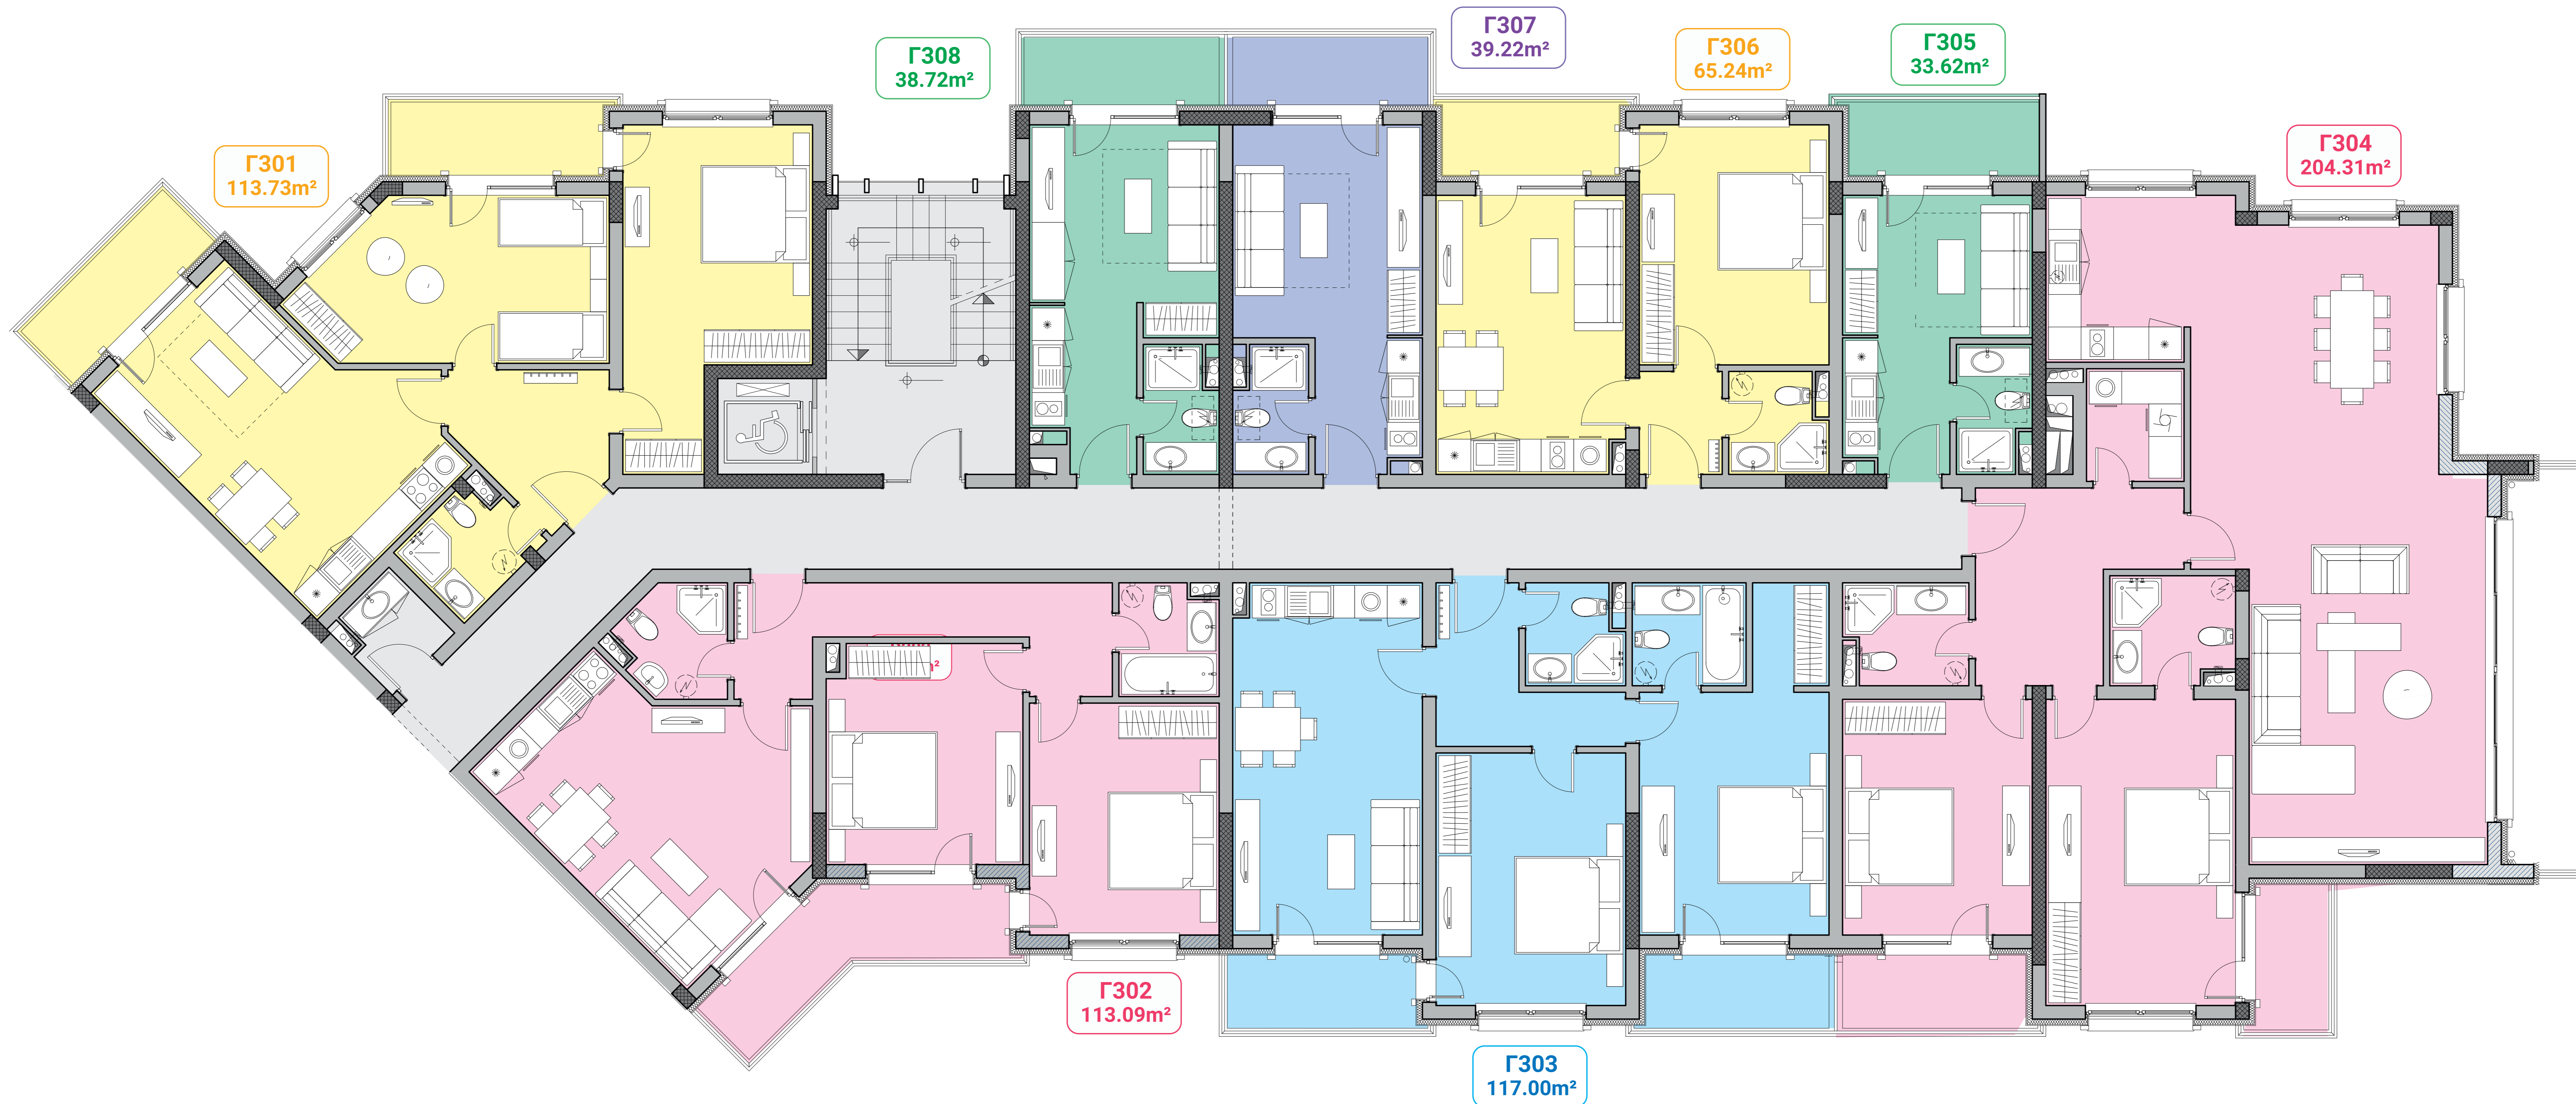 Г307
39.22m²
Г305
33.62m²
Г306
65.24m²
Г308
38.72m²
Г304
204.31m²
Г301
113.73m²
Г302
113.09m²
Г303
117.00m²